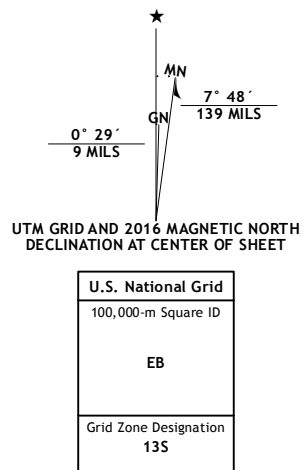 MN
GN
7° 48´
139 MILS
0° 29´
9 MILS
UTM GRID AND 2016 MAGNETIC NORTH
DECLINATION AT CENTER OF SHEET
U.S. National Grid
100,000-m Square ID
EB
Grid Zone Designation
13S